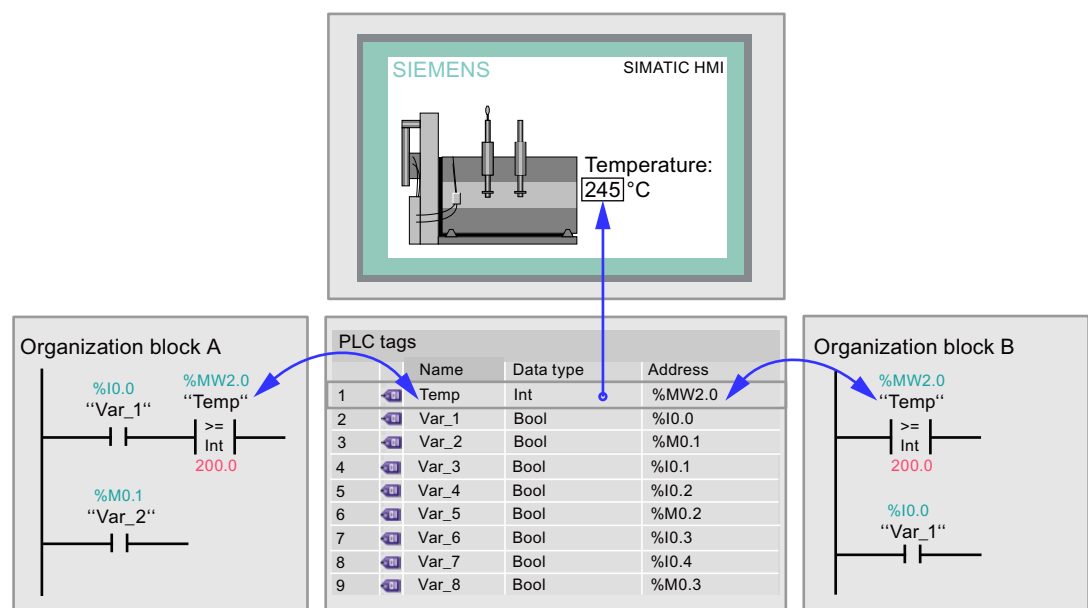 SIEMENS
SIMATIC HMI
Temperature:
245 °C
Organization block A
%I0.0
“Var_1“
%MW2.0
“Temp“
>=
Int
200.0
%M0.1
“Var_2“
PLC tags
Name Data type Address
1 Temp Int %MW2.0
2 Var_1 Bool %I0.0
3 Var_2 Bool %M0.1
4 Var_3 Bool %I0.1
5 Var_4 Bool %I0.2
6 Var_5 Bool %M0.2
7 Var_6 Bool %I0.3
8 Var_7 Bool %I0.4
9 Var_8 Bool %M0.3
Organization block B
%MW2.0
“Temp“
>=
Int
200.0
%I0.0
“Var_1“